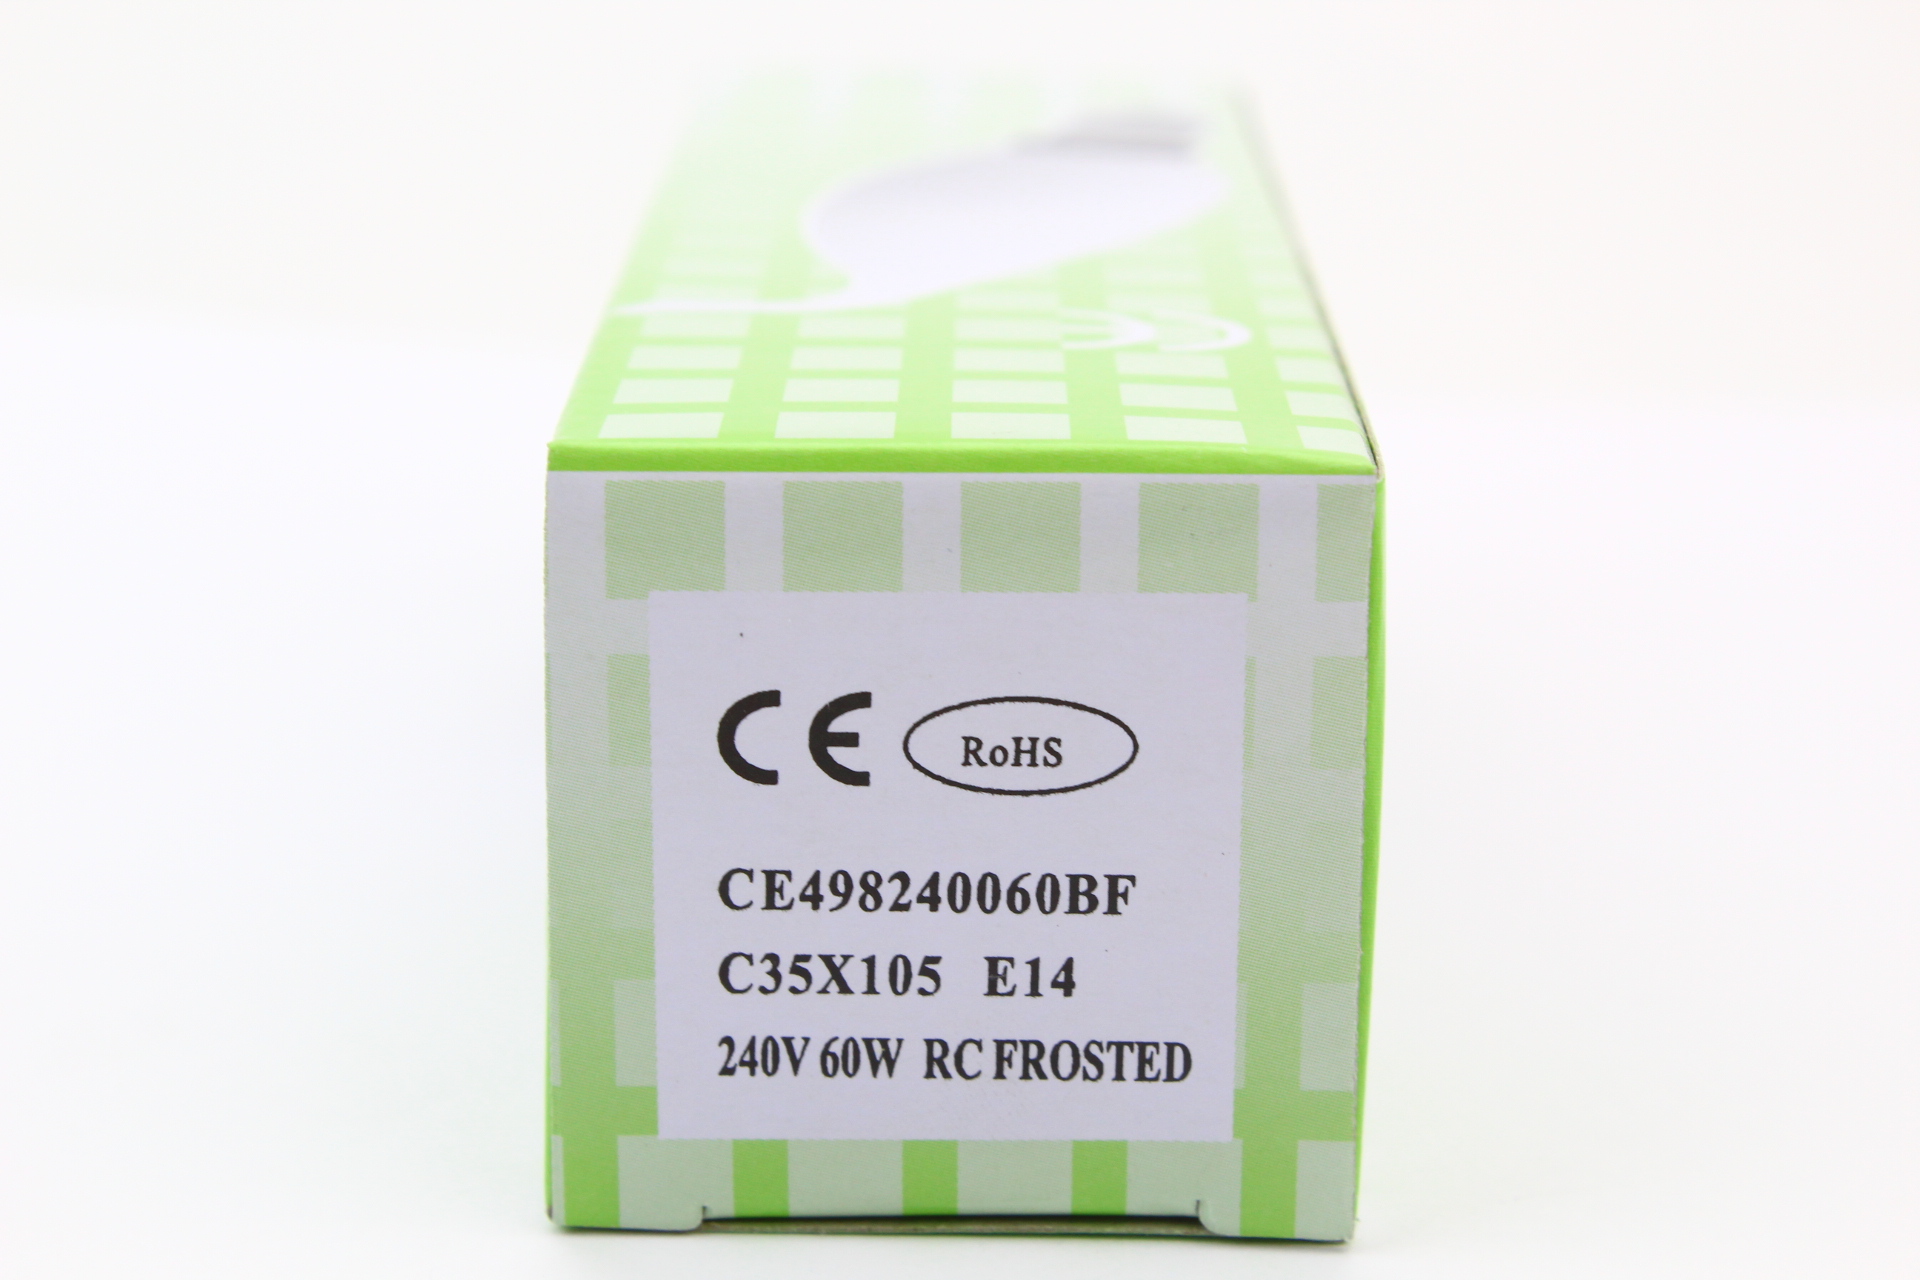 CE RoHS
CE498240060BF
C35X105 E14
240V 60W RC FROSTED